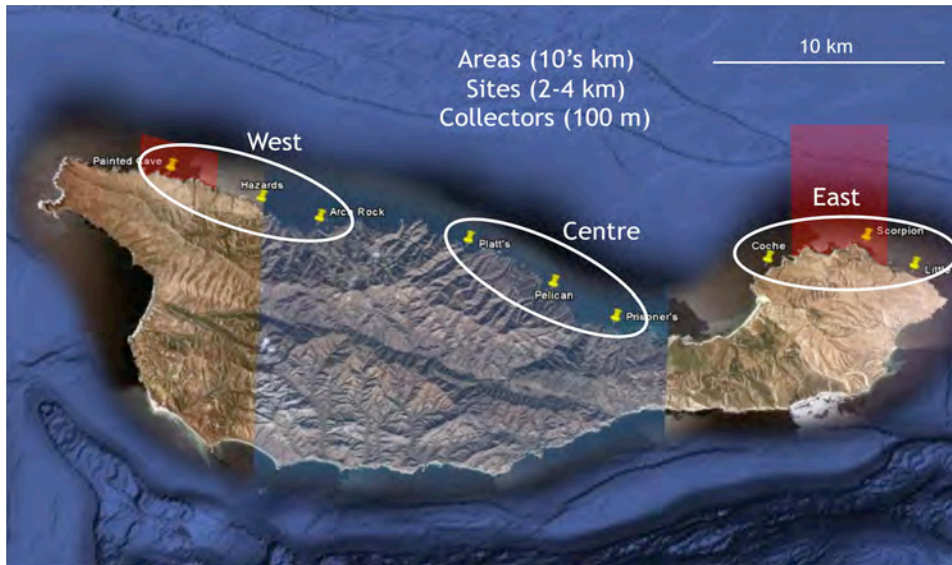 Areas (10’s km)
Sites (2-4 km)
Collectors (100 m)
10 km
West
Painted Cave
Hazards
Arch Rock
Centre
Platt's
Pelican
Prisoner's
East
Scorpion
Coche
Little